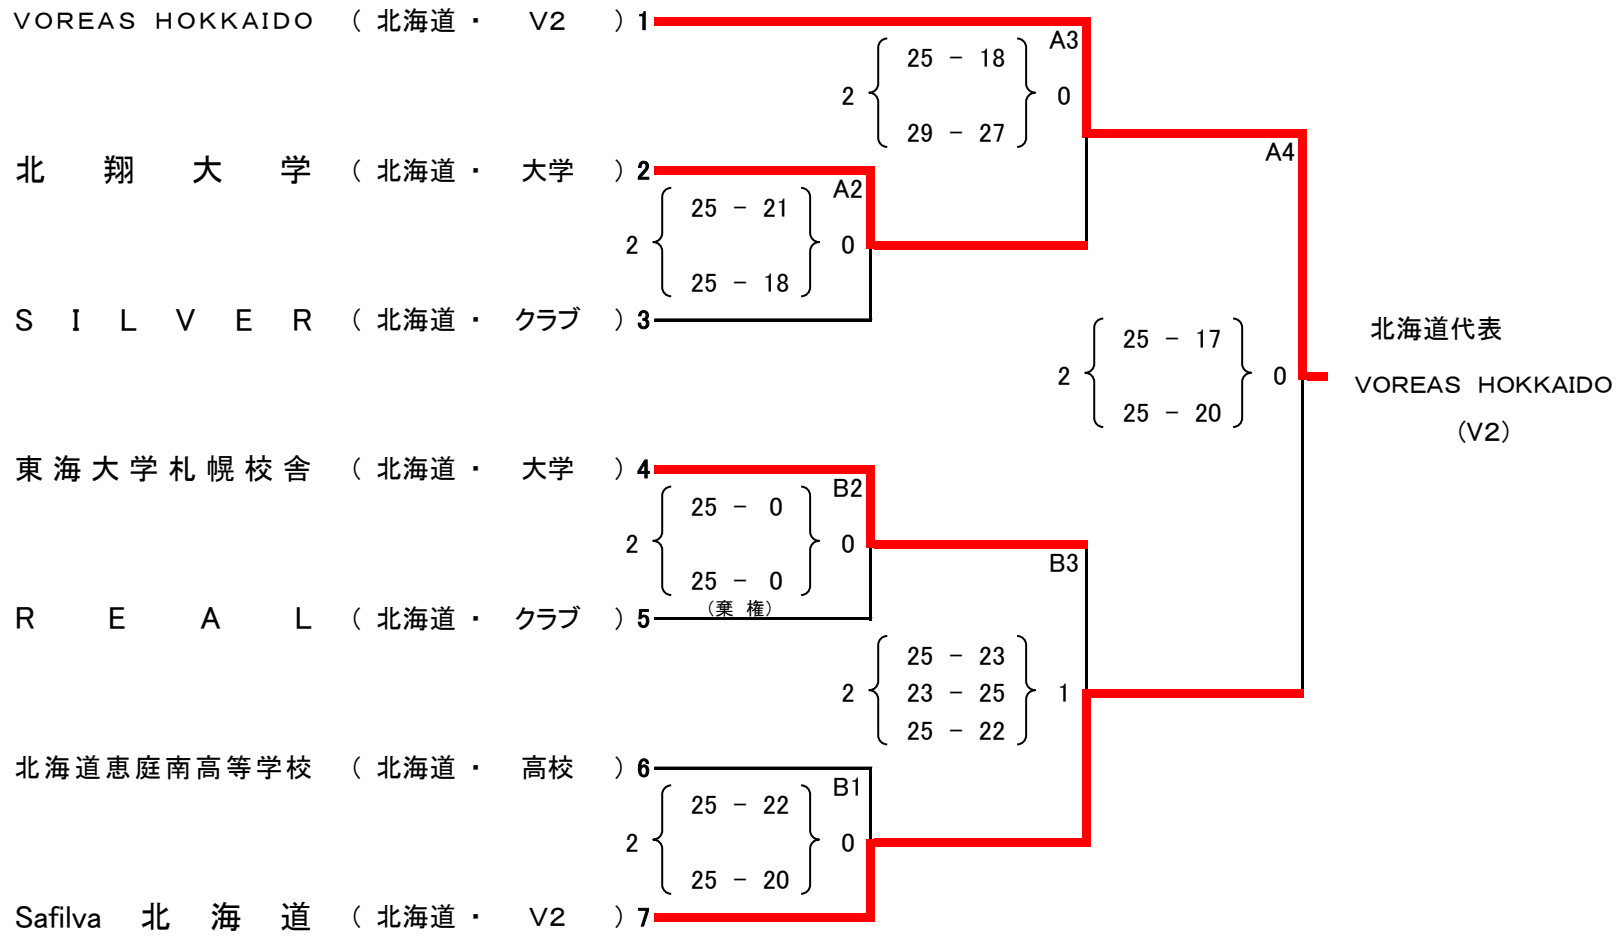 VOREAS HOKKAIDO ( 北海道 ・ V2 ) 1
A3
25 - 18
2 0
29 - 27
A4
北翔大学 ( 北海道 ・ 大学 ) 2
A2
25 - 21
2 0
25 - 18
SILVER ( 北海道 ・ クラブ ) 3
25 - 17
2 0
25 - 20
北海道代表
VOREAS HOKKAIDO
(V2)
東海大学札幌校舎 ( 北海道 ・ 大学 ) 4
B2
25 - 0
2 0
25 - 0
(棄 権)
REAL ( 北海道 ・ クラブ ) 5
B3
25 - 23
2 23 - 25 1
25 - 22
北海道恵庭南高等学校 ( 北海道 ・ 高校 ) 6
B1
25 - 22
2 0
25 - 20
Safilva 北海道 ( 北海道 ・ V2 ) 7